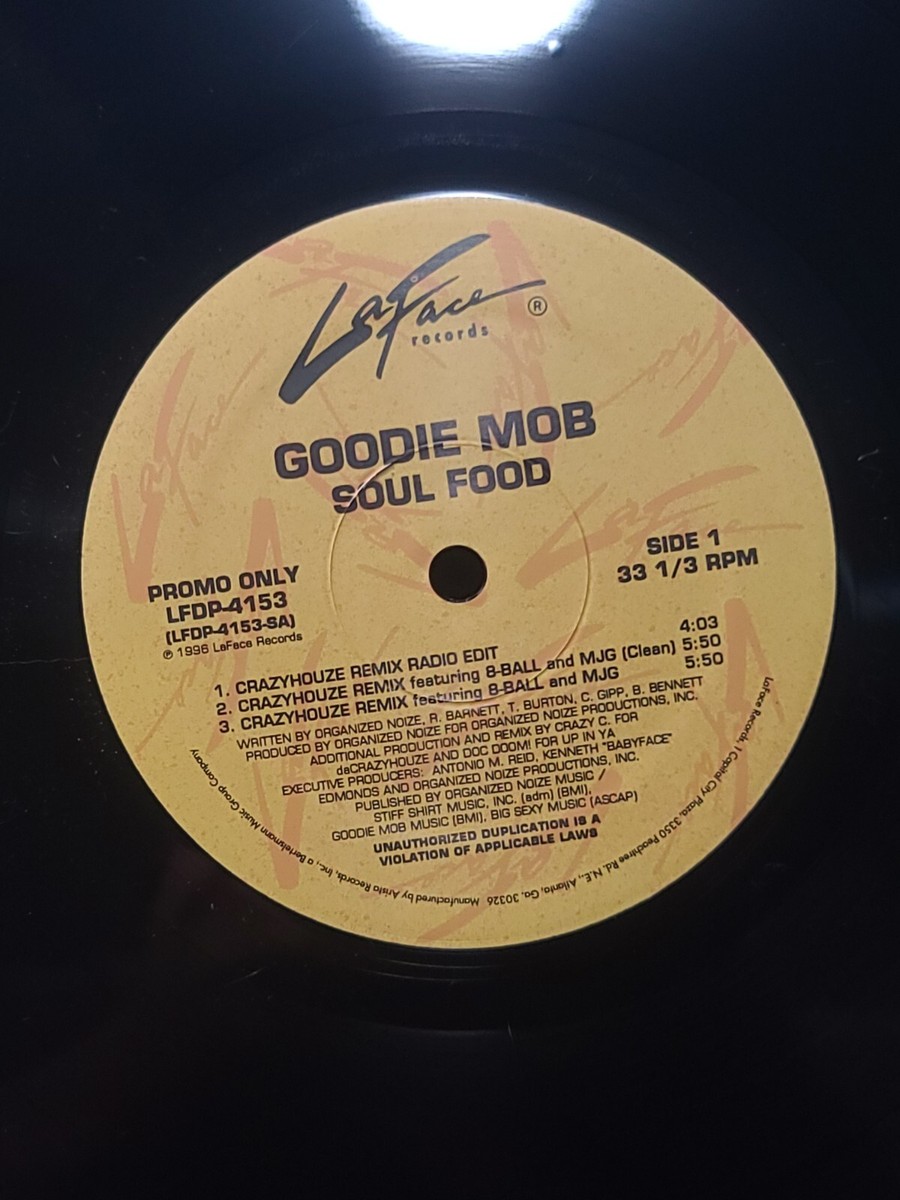 LaFace ®
records
GOODIE MOB
SOUL FOOD
SIDE 1
33 1/3 RPM
PROMO ONLY
LFDP-4153
(LFDP-4153-SA)
℗ 1996 LaFace Records
1. CRAZYHOUZE REMIX RADIO EDIT 4:03
2. CRAZYHOUZE REMIX featuring 8-BALL and MJG (Clean) 5:50
3. CRAZYHOUZE REMIX featuring 8-BALL and MJG 5:50
WRITTEN BY ORGANIZED NOIZE, R. BARNETT, T. BURTON, C. GIPP, B. BENNETT
PRODUCED BY ORGANIZED NOIZE FOR ORGANIZED NOIZE PRODUCTIONS, INC.
ADDITIONAL PRODUCTION AND REMIX BY CRAZY C. FOR
daCRAZYHOUZE AND DOC DOOM! FOR UP IN YA
EXECUTIVE PRODUCERS: ANTONIO M. REID, KENNETH "BABYFACE"
EDMONDS AND ORGANIZED NOIZE PRODUCTIONS, INC.
PUBLISHED BY ORGANIZED NOIZE MUSIC /
STIFF SHIRT MUSIC, INC. (adm) (BMI),
GOODIE MOB MUSIC (BMI), BIG SEXY MUSIC (ASCAP)
UNAUTHORIZED DUPLICATION IS A
VIOLATION OF APPLICABLE LAWS
LaFace Records, 1 Capital City Plaza, 3350 Peachtree Rd. N.E., Atlanta, Ga. 30326 Manufactured by Arista Records, Inc., a Bertelsmann Music Group Company